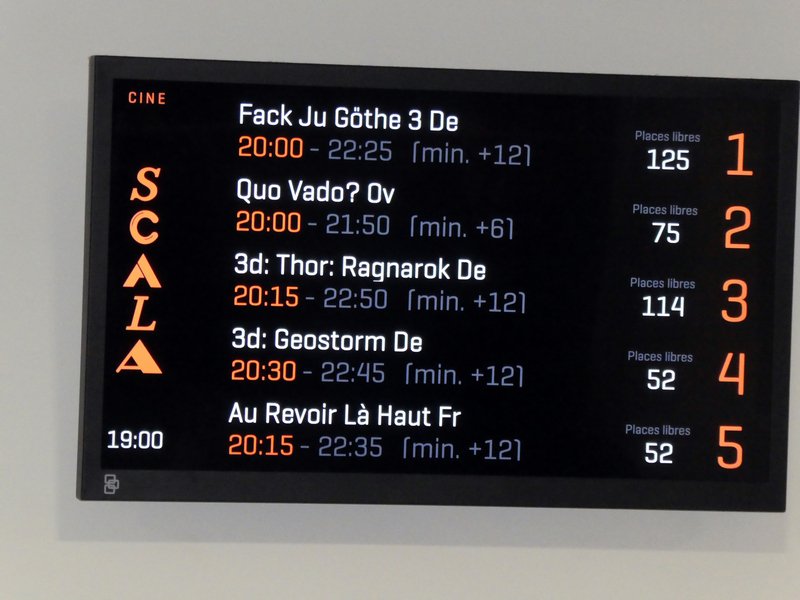 CINE
SCALA
19:00
Fack Ju Göthe 3 De
20:00 - 22:25 [min. +12]
Places libres
125
1
Quo Vado? Ov
20:00 - 21:50 [min. +6]
Places libres
75
2
3d: Thor: Ragnarok De
20:15 - 22:50 [min. +12]
Places libres
114
3
3d: Geostorm De
20:30 - 22:45 [min. +12]
Places libres
52
4
Au Revoir Là Haut Fr
20:15 - 22:35 [min. +12]
Places libres
52
5